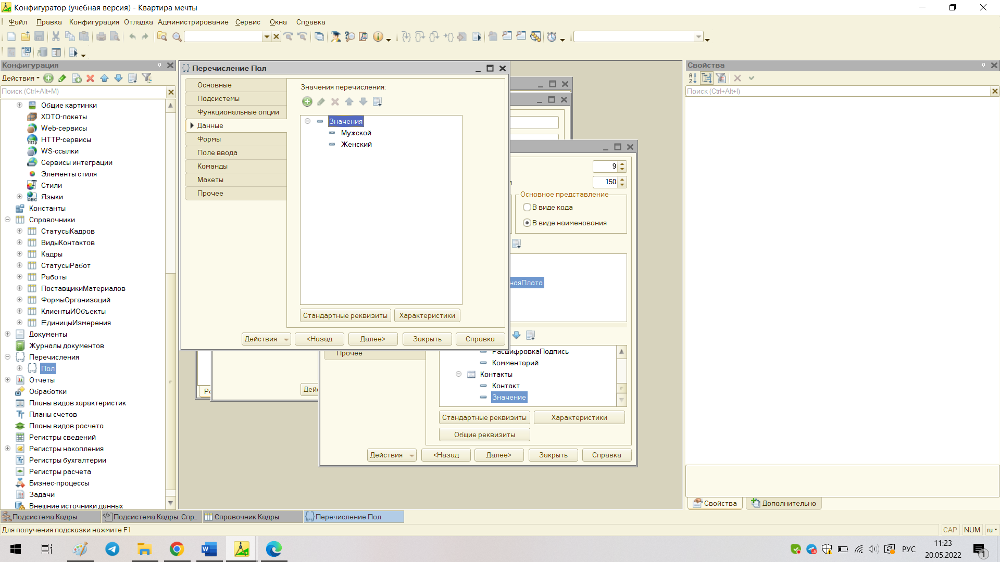 Конфигуратор (учебная версия) - Квартира мечты
Файл Правка Конфигурация Отладка Администрирование Сервис Окна Справка
Конфигурация
Действия
Поиск (Ctrl+Alt+M)
Общие картинки
XDTO-пакеты
Web-сервисы
HTTP-сервисы
WS-ссылки
Сервисы интеграции
Элементы стиля
Стили
Языки
Константы
Справочники
СтатусыКадров
ВидыКонтактов
Кадры
СтатусыРабот
Работы
ПоставщикиМатериалов
ФормыОрганизаций
КлиентыИОбъекты
ЕдиницыИзмерения
Документы
Журналы документов
Перечисления
Пол
Отчеты
Обработки
Планы видов характеристик
Планы счетов
Планы видов расчета
Регистры сведений
Регистры накопления
Регистры бухгалтерии
Регистры расчета
Бизнес-процессы
Задачи
Внешние источники данных
Перечисление Пол
Основные
Подсистемы
Функциональные опции
Данные
Формы
Поле ввода
Команды
Макеты
Прочее
Значения перечисления:
Значения
Мужской
Женский
Стандартные реквизиты Характеристики
Действия <Назад Далее> Закрыть Справка
9
150
Основное представление
В виде кода
В виде наименования
наяПлата
Прочее
РасшифровкаПодпись
Комментарий
Контакты
Контакт
Значение
Стандартные реквизиты Характеристики
Общие реквизиты
Действия <Назад Далее> Закрыть Справка
Свойства
Поиск (Ctrl+Alt+I)
Свойства Дополнительно
Подсистема Кадры Подсистема Кадры: Спр... Справочник Кадры Перечисление Пол
Для получения подсказки нажмите F1
CAP NUM ru
РУС
11:23
20.05.2022
1